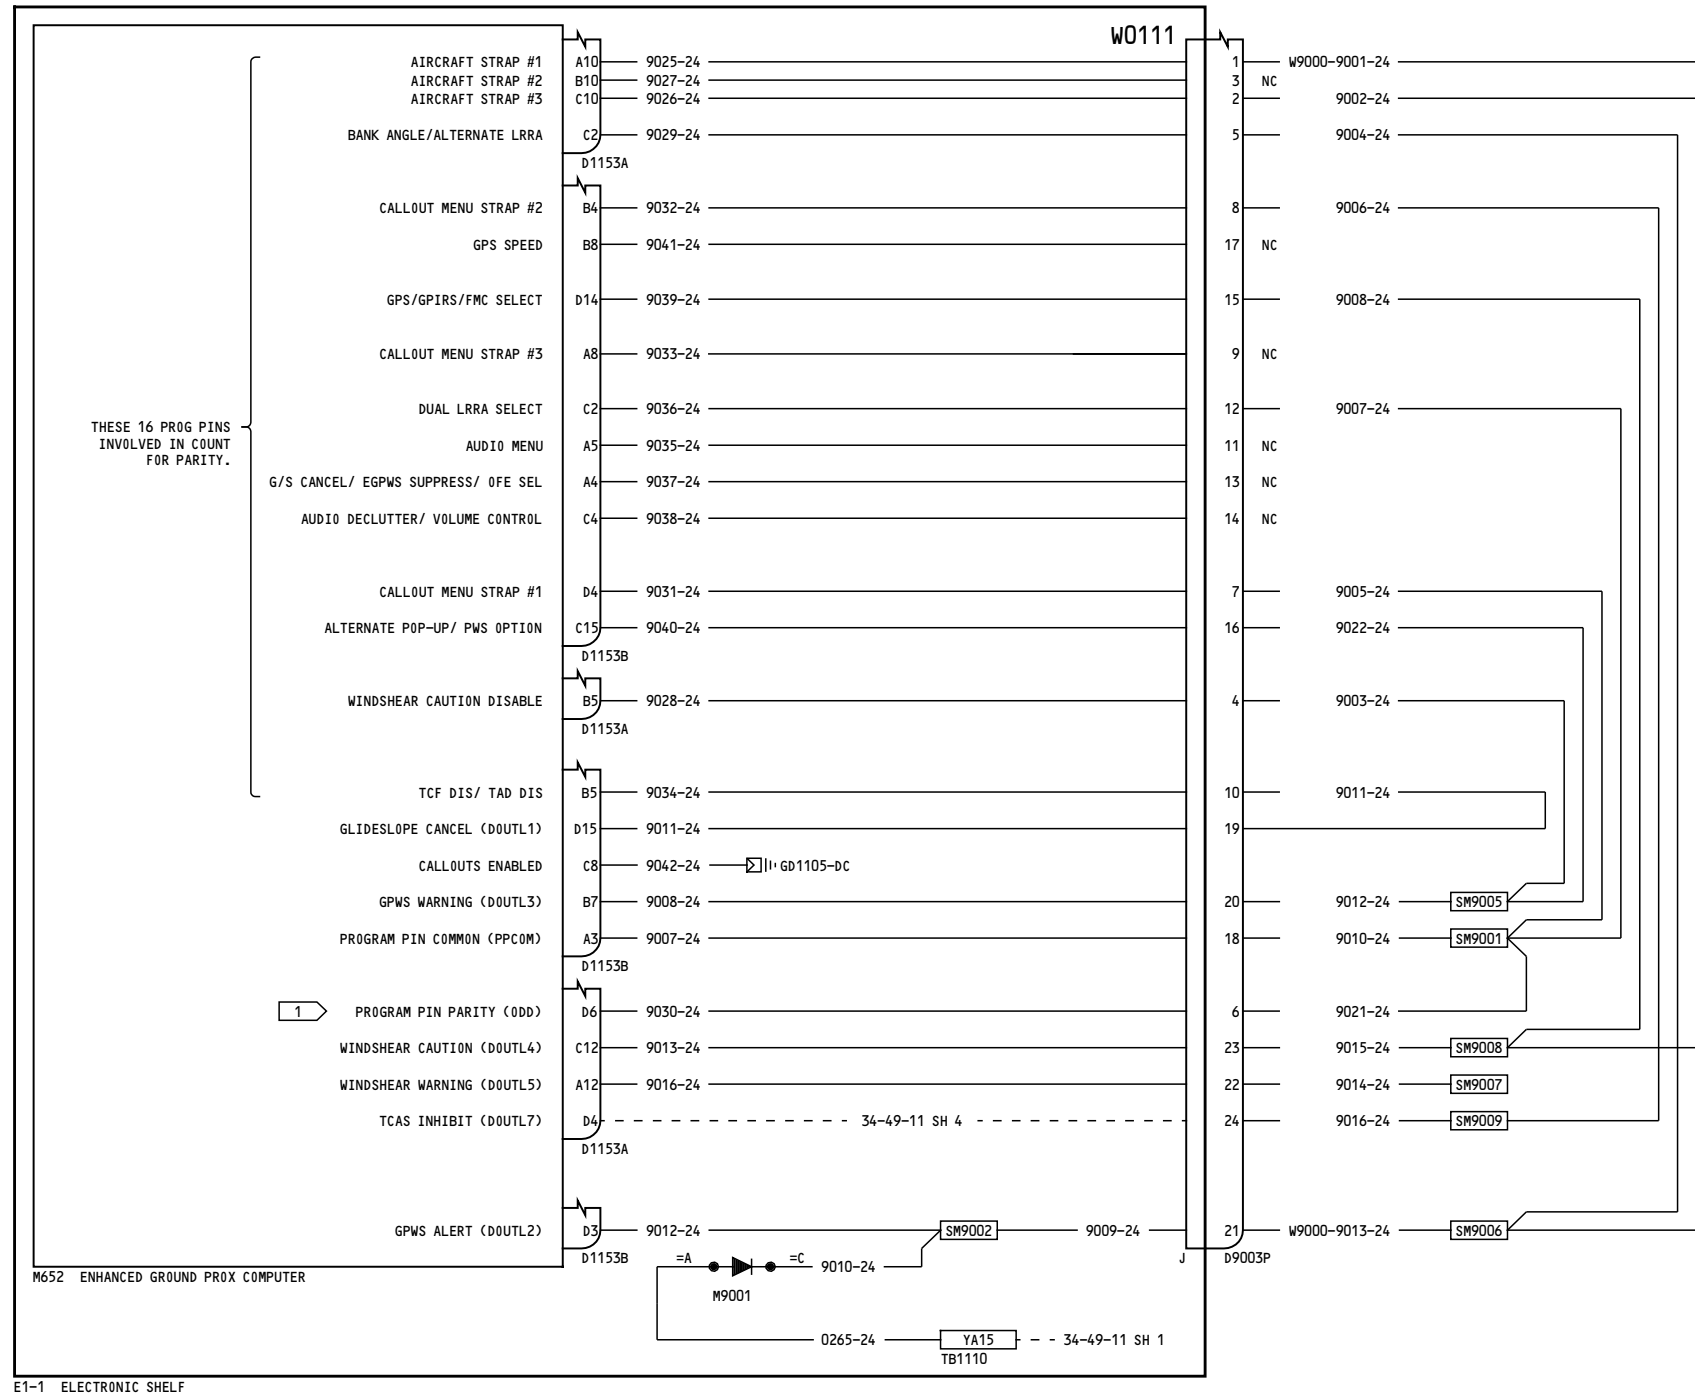 W0111
AIRCRAFT STRAP #1 A10 9025-24 1 W9000-9001-24
AIRCRAFT STRAP #2 B10 9027-24 3 NC
AIRCRAFT STRAP #3 C10 9026-24 2 9002-24
BANK ANGLE/ALTERNATE LRRA C2 9029-24 5 9004-24
D1153A
CALLOUT MENU STRAP #2 B4 9032-24 8 9006-24
GPS SPEED B8 9041-24 17 NC
GPS/GPIRS/FMC SELECT D14 9039-24 15 9008-24
CALLOUT MENU STRAP #3 A8 9033-24 9 NC
DUAL LRRA SELECT C2 9036-24 12 9007-24
THESE 16 PROG PINS
INVOLVED IN COUNT
FOR PARITY.
AUDIO MENU A5 9035-24 11 NC
G/S CANCEL/ EGPWS SUPPRESS/ OFE SEL A4 9037-24 13 NC
AUDIO DECLUTTER/ VOLUME CONTROL C4 9038-24 14 NC
CALLOUT MENU STRAP #1 D4 9031-24 7 9005-24
ALTERNATE POP-UP/ PWS OPTION C15 9040-24 16 9022-24
D1153B
WINDSHEAR CAUTION DISABLE B5 9028-24 4 9003-24
D1153A
TCF DIS/ TAD DIS B5 9034-24 10 9011-24
GLIDESLOPE CANCEL (DOUTL1) D15 9011-24 19
CALLOUTS ENABLED C8 9042-24 GD1105-DC
GPWS WARNING (DOUTL3) B7 9008-24 20 9012-24 SM9005
PROGRAM PIN COMMON (PPCOM) A3 9007-24 18 9010-24 SM9001
D1153B
1 PROGRAM PIN PARITY (ODD) D6 9030-24 6 9021-24
WINDSHEAR CAUTION (DOUTL4) C12 9013-24 23 9015-24 SM9008
WINDSHEAR WARNING (DOUTL5) A12 9016-24 22 9014-24 SM9007
TCAS INHIBIT (DOUTL7) D4 34-49-11 SH 4 24 9016-24 SM9009
D1153A
GPWS ALERT (DOUTL2) D3 9012-24 SM9002 9009-24 21 W9000-9013-24 SM9006
D1153B =A =C 9010-24 J D9003P
M652 ENHANCED GROUND PROX COMPUTER
M9001
0265-24 YA15 34-49-11 SH 1
TB1110
E1-1 ELECTRONIC SHELF